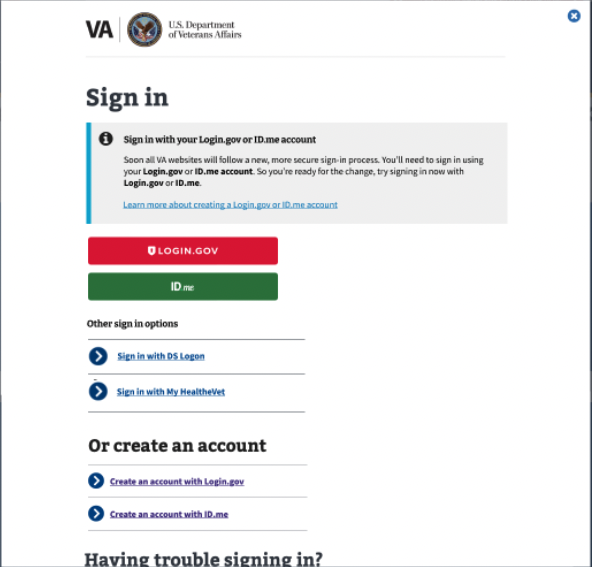 VA
U.S. Department
of Veterans Affairs
Sign in
Sign in with your Login.gov or ID.me account
Soon all VA websites will follow a new, more secure sign-in process. You'll need to sign in using
your Login.gov or ID.me account. So you're ready for the change, try signing in now with
Login.gov or ID.me.
Learn more about creating a Login.gov or ID.me account
LOGIN.GOV
ID me
Other sign in options
Sign in with DS Logon
Sign in with My HealtheVet
Or create an account
Create an account with Login.gov
Create an account with ID.me
Having trouble signing in?